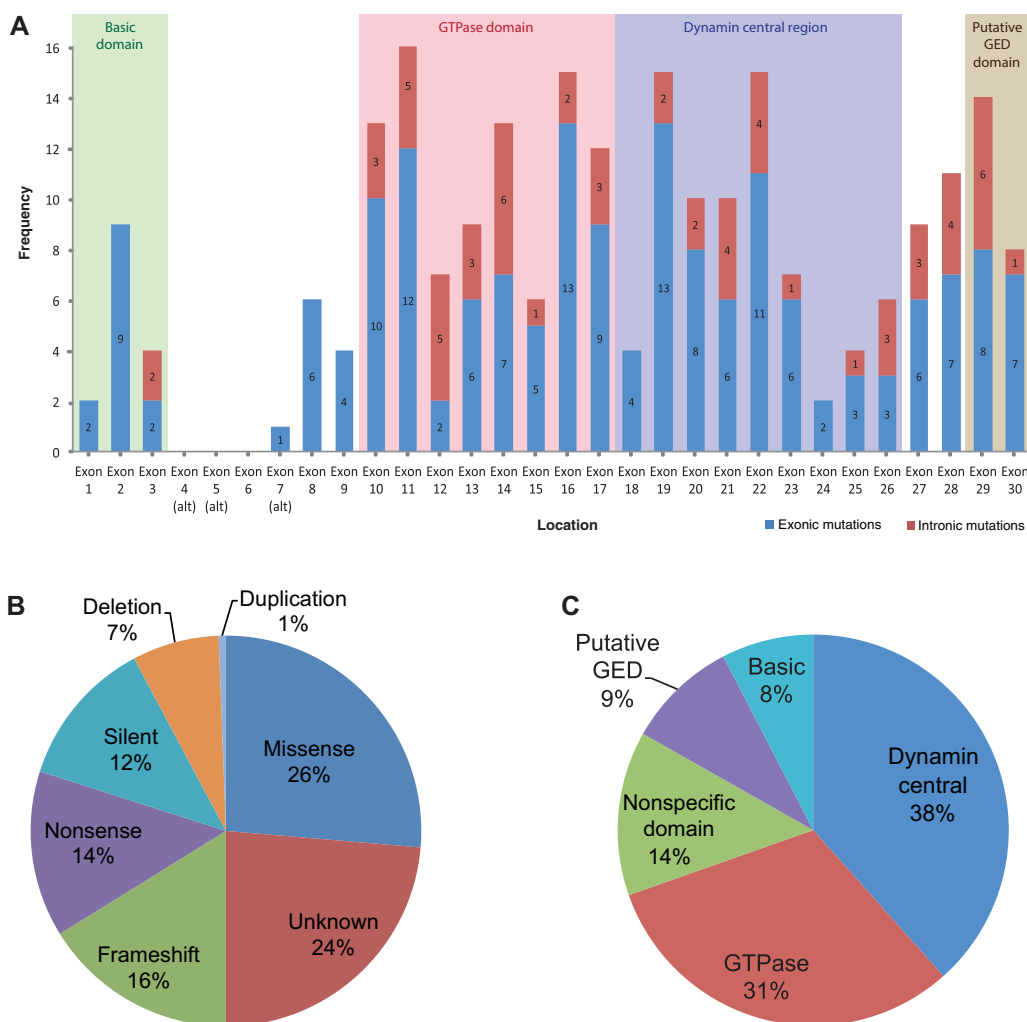 A
Basic
domain
GTPase domain
Dynamin central region
Putative
GED
domain
16
14
12
10
8
6
4
2
0
Frequency
2
9
2
2
1
6
4
3
10
5
12
5
2
3
6
6
7
1
5
2
13
3
9
4
2
13
2
8
4
6
4
11
1
6
2
1
3
3
3
3
6
4
7
6
8
1
7
Exon Exon Exon Exon Exon Exon Exon Exon Exon Exon Exon Exon Exon Exon Exon Exon Exon Exon Exon Exon Exon Exon Exon Exon Exon Exon Exon Exon Exon Exon
1 2 3 4 5 6 7 8 9 10 11 12 13 14 15 16 17 18 19 20 21 22 23 24 25 26 27 28 29 30
(alt) (alt) (alt)
Location
Exonic mutations
Intronic mutations
B
Deletion
7%
Duplication
1%
Silent
12%
Missense
26%
Nonsense
14%
Unknown
24%
Frameshift
16%
C
Putative
GED
9%
Basic
8%
Dynamin
central
38%
Nonspecific
domain
14%
GTPase
31%